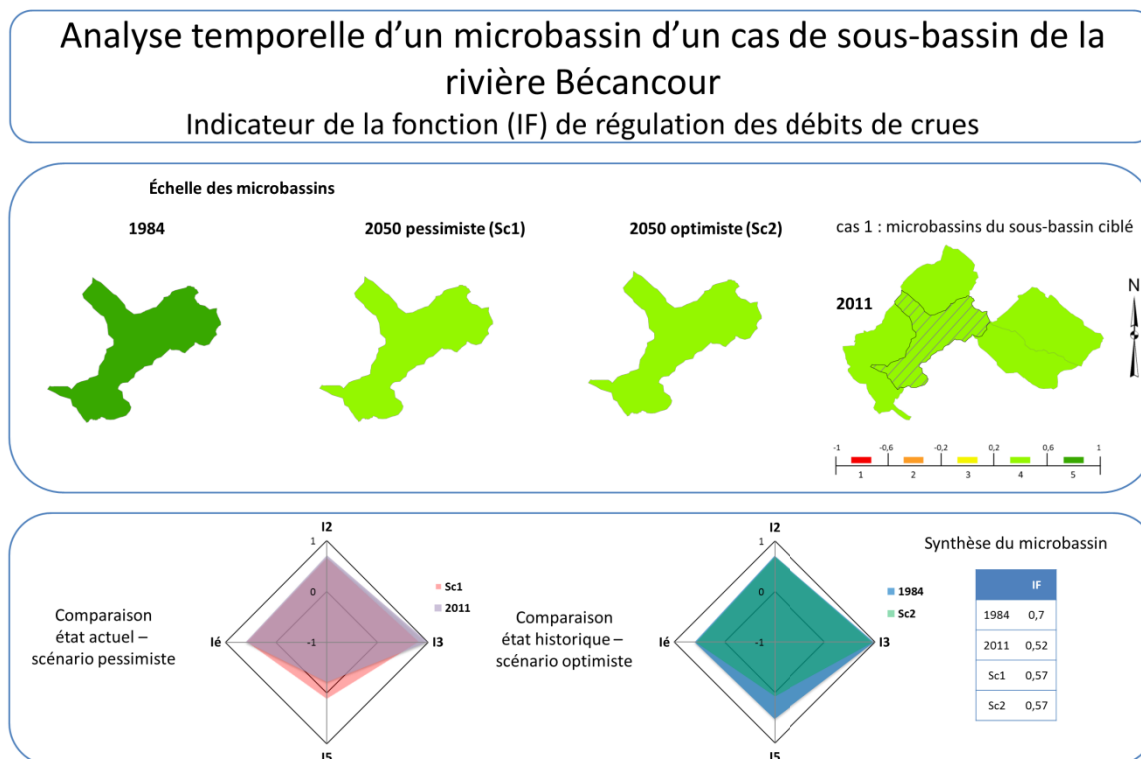 Analyse temporelle d'un microbassin d'un cas de sous-bassin de la
rivière Bécancour
Indicateur de la fonction (IF) de régulation des débits de crues
Échelle des microbassins
1984
2050 pessimiste (Sc1)
2050 optimiste (Sc2)
cas 1 : microbassins du sous-bassin ciblé
2011
N
-1 -0,6 -0,2 0,2 0,6 1
1 2 3 4 5
Comparaison
état actuel –
scénario pessimiste
I2
1
0
-1
Ié
I3
I5
Sc1
2011
Comparaison
état historique –
scénario optimiste
I2
1
0
-1
Ié
I3
I5
1984
Sc2
Synthèse du microbassin
IF
1984 0,7
2011 0,52
Sc1 0,57
Sc2 0,57